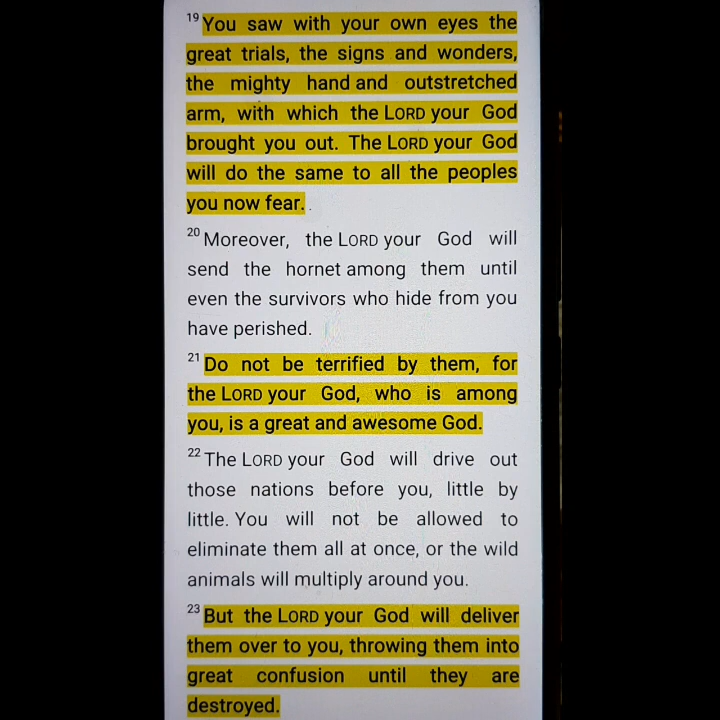 19 You saw with your own eyes the
great trials, the signs and wonders,
the mighty hand and outstretched
arm, with which the LORD your God
brought you out. The LORD your God
will do the same to all the peoples
you now fear.
20 Moreover, the LORD your God will
send the hornet among them until
even the survivors who hide from you
have perished.
21 Do not be terrified by them, for
the LORD your God, who is among
you, is a great and awesome God.
22 The LORD your God will drive out
those nations before you, little by
little. You will not be allowed to
eliminate them all at once, or the wild
animals will multiply around you.
23 But the LORD your God will deliver
them over to you, throwing them into
great confusion until they are
destroyed.